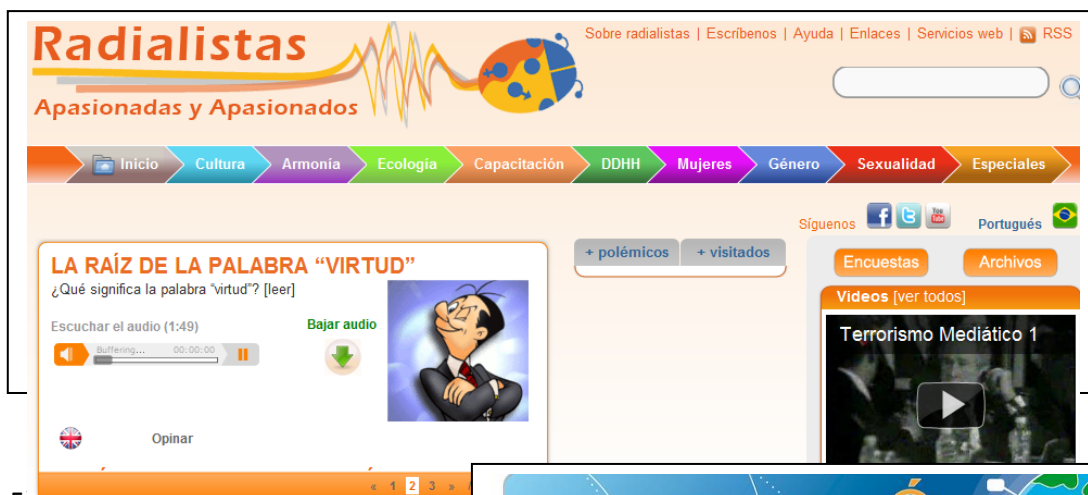 Radialistas
Apasionadas y Apasionados
Sobre radialistas | Escríbenos | Ayuda | Enlaces | Servicios web | RSS
Inicio Cultura Armonía Ecología Capacitación DDHH Mujeres Género Sexualidad Especiales
Síguenos f t You Tube Portugués
LA RAÍZ DE LA PALABRA “VIRTUD”
¿Qué significa la palabra “virtud”? [leer]
Escuchar el audio (1:49) Bajar audio
Buffering... 00:00:00
Opinar
« 1 2 3 »
+ polémicos + visitados
Encuestas Archivos
Videos [ver todos]
Terrorismo Mediático 1